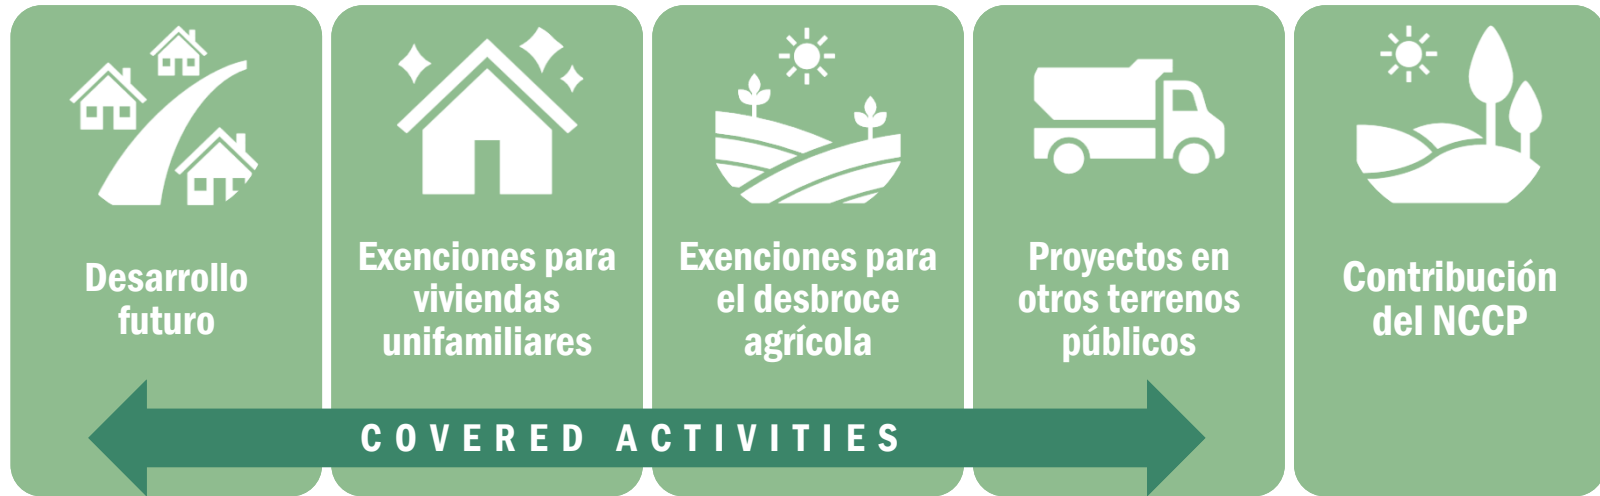 Desarrollo
futuro
Exenciones para
viviendas
unifamiliares
Exenciones para
el desbroce
agrícola
Proyectos en
otros terrenos
públicos
Contribución
del NCCP
COVERED ACTIVITIES